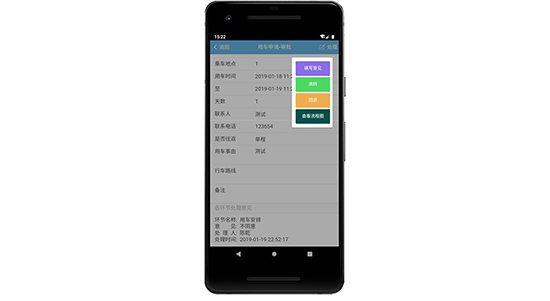 15:22
返回 用车申请-审批 处理
乘车地点 1
用车时间 2019-01-18 11:2
至 2019-01-19 11:2
天数 1
联系人 测试
联系电话 123654
是否往返 单程
用车事由 测试
行车路线
备注
各环节处理意见
环节名称: 用车安排
意 见: 不同意
处 理 人: 陈乾
处理时间: 2019-01-19 22:52:17
填写意见
流转
回退
查看流程图